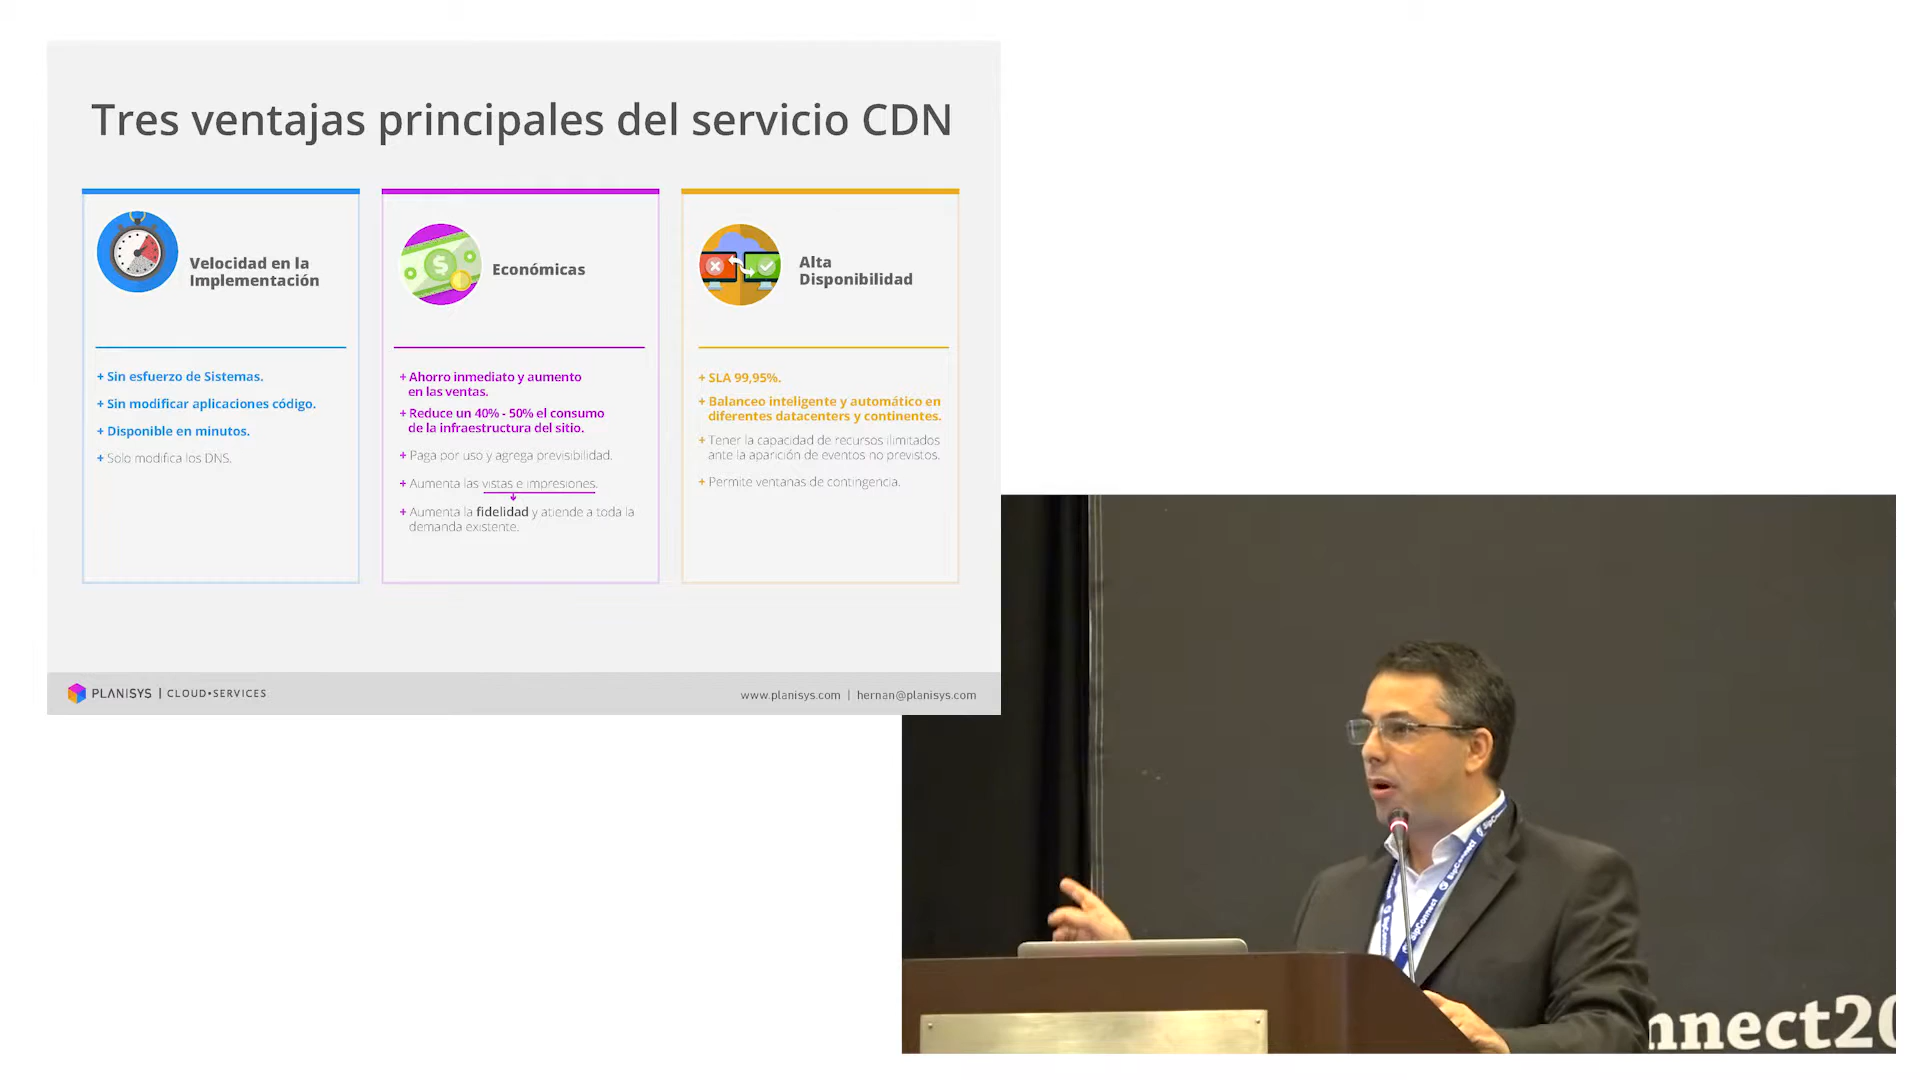 Tres ventajas principales del servicio CDN
Velocidad en la
Implementación
+ Sin esfuerzo de Sistemas.
+ Sin modificar aplicaciones código.
+ Disponible en minutos.
+ Solo modifica los DNS.
Económicas
+ Ahorro inmediato y aumento
en las ventas.
+ Reduce un 40% - 50% el consumo
de la infraestructura del sitio.
+ Paga por uso y agrega previsibilidad.
+ Aumenta las vistas e impresiones.
+ Aumenta la fidelidad y atiende a toda la
demanda existente.
Alta
Disponibilidad
+ SLA 99,95%.
+ Balanceo inteligente y automático en
diferentes datacenters y continentes.
+ Tener la capacidad de recursos ilimitados
ante la aparición de eventos no previstos.
+ Permite ventanas de contingencia.
PLANISYS | CLOUD•SERVICES
www.planisys.com | hernan@planisys.com
SipConnect
SipConnect
SipConnect
nnect20